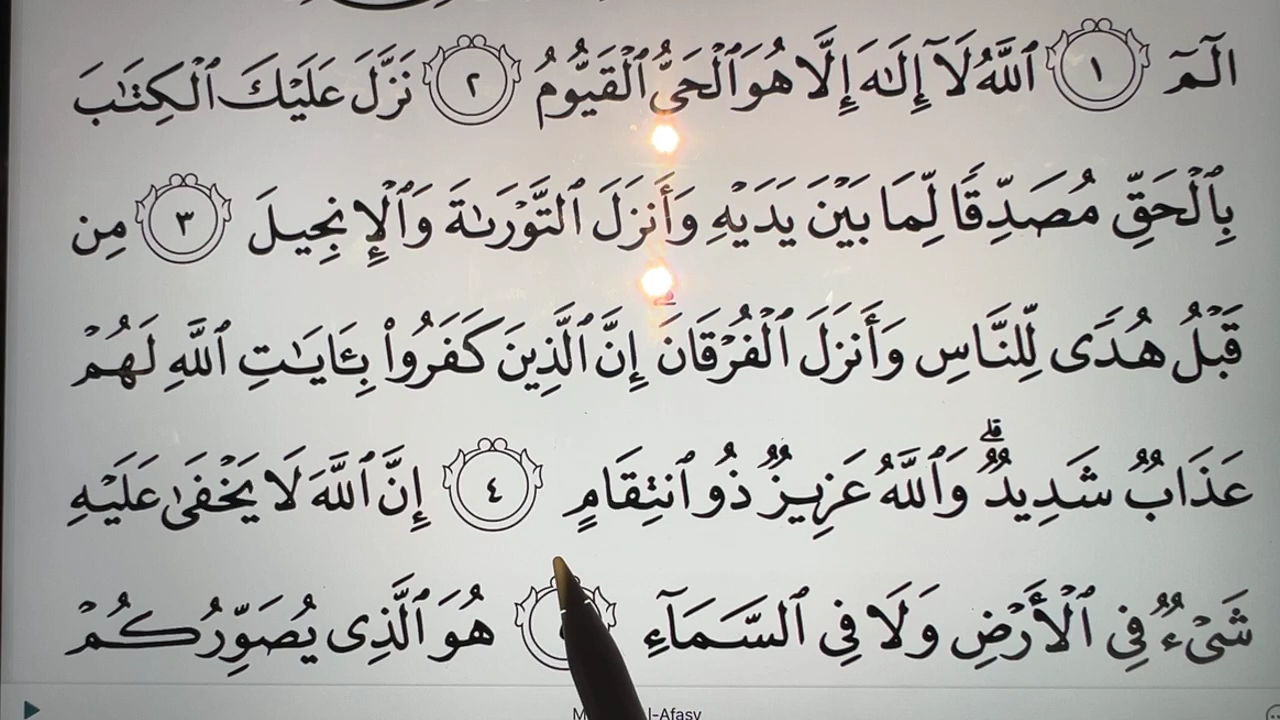 الٓمٓ ١ ٱللَّهُ لَآ إِلَٰهَ إِلَّا هُوَ ٱلْحَىُّ ٱلْقَيُّومُ ٢ نَزَّلَ عَلَيْكَ ٱلْكِتَٰبَ
بِٱلْحَقِّ مُصَدِّقًا لِّمَا بَيْنَ يَدَيْهِ وَأَنزَلَ ٱلتَّوْرَىٰةَ وَٱلْإِنجِيلَ ٣ مِن
قَبْلُ هُدًى لِّلنَّاسِ وَأَنزَلَ ٱلْفُرْقَانَ ۗ إِنَّ ٱلَّذِينَ كَفَرُوا۟ بِـَٔايَٰتِ ٱللَّهِ لَهُمْ
عَذَابٌ شَدِيدٌ ۗ وَٱللَّهُ عَزِيزٌ ذُو ٱنتِقَامٍ ٤ إِنَّ ٱللَّهَ لَا يَخْفَىٰ عَلَيْهِ
شَىْءٌ فِى ٱلْأَرْضِ وَلَا فِى ٱلسَّمَآءِ هُوَ ٱلَّذِى يُصَوِّرُكُمْ
l-Afasy